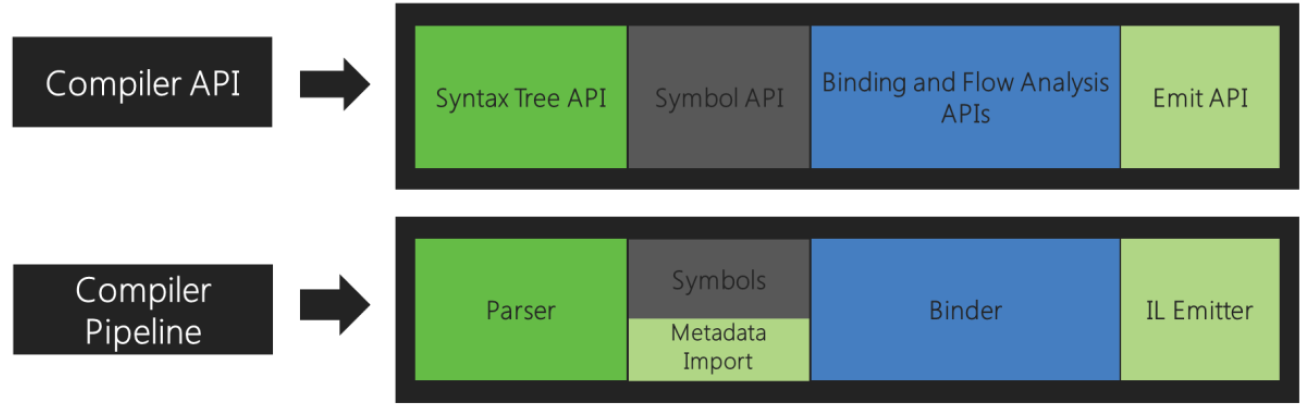 Compiler API
Syntax Tree API
Symbol API
Binding and Flow Analysis
APIs
Emit API
Compiler
Pipeline
Parser
Symbols
Metadata
Import
Binder
IL Emitter